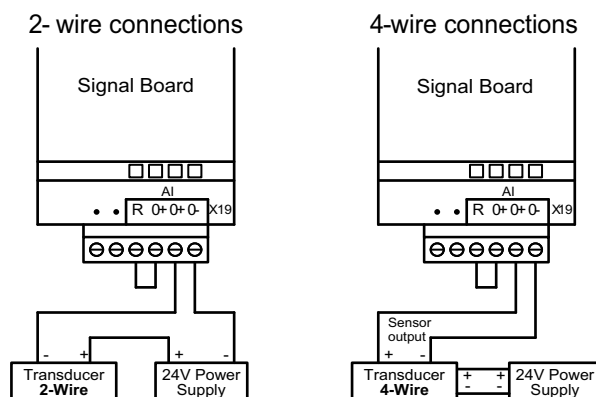 2- wire connections
Signal Board
AI
R 0+ 0+ 0- X19
- +
+ -
Transducer
2-Wire
24V Power
Supply
4-wire connections
Signal Board
AI
R 0+ 0+ 0- X19
Sensor
output
+ -
Transducer
4-Wire
+ +
- -
24V Power
Supply